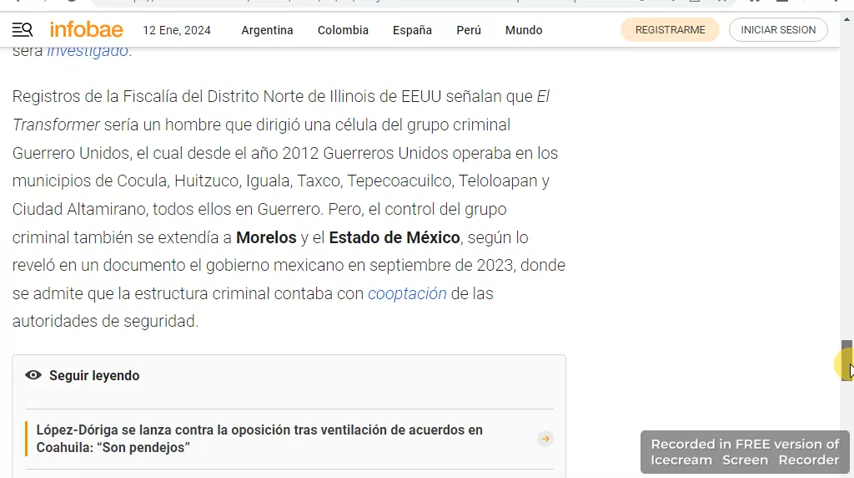 infobae
12 Ene, 2024
Argentina
Colombia
España
Perú
Mundo
REGISTRARME
INICIAR SESION
será investigado.
Registros de la Fiscalía del Distrito Norte de Illinois de EEUU señalan que El
Transformer sería un hombre que dirigió una célula del grupo criminal
Guerrero Unidos, el cual desde el año 2012 Guerreros Unidos operaba en los
municipios de Cocula, Huitzuco, Iguala, Taxco, Tepecoacuilco, Teloloapan y
Ciudad Altamirano, todos ellos en Guerrero. Pero, el control del grupo
criminal también se extendía a Morelos y el Estado de México, según lo
reveló en un documento el gobierno mexicano en septiembre de 2023, donde
se admite que la estructura criminal contaba con cooptación de las
autoridades de seguridad.
Seguir leyendo
López-Dóriga se lanza contra la oposición tras ventilación de acuerdos en
Coahuila: “Son pendejos”
Recorded in FREE version of
Icecream Screen Recorder